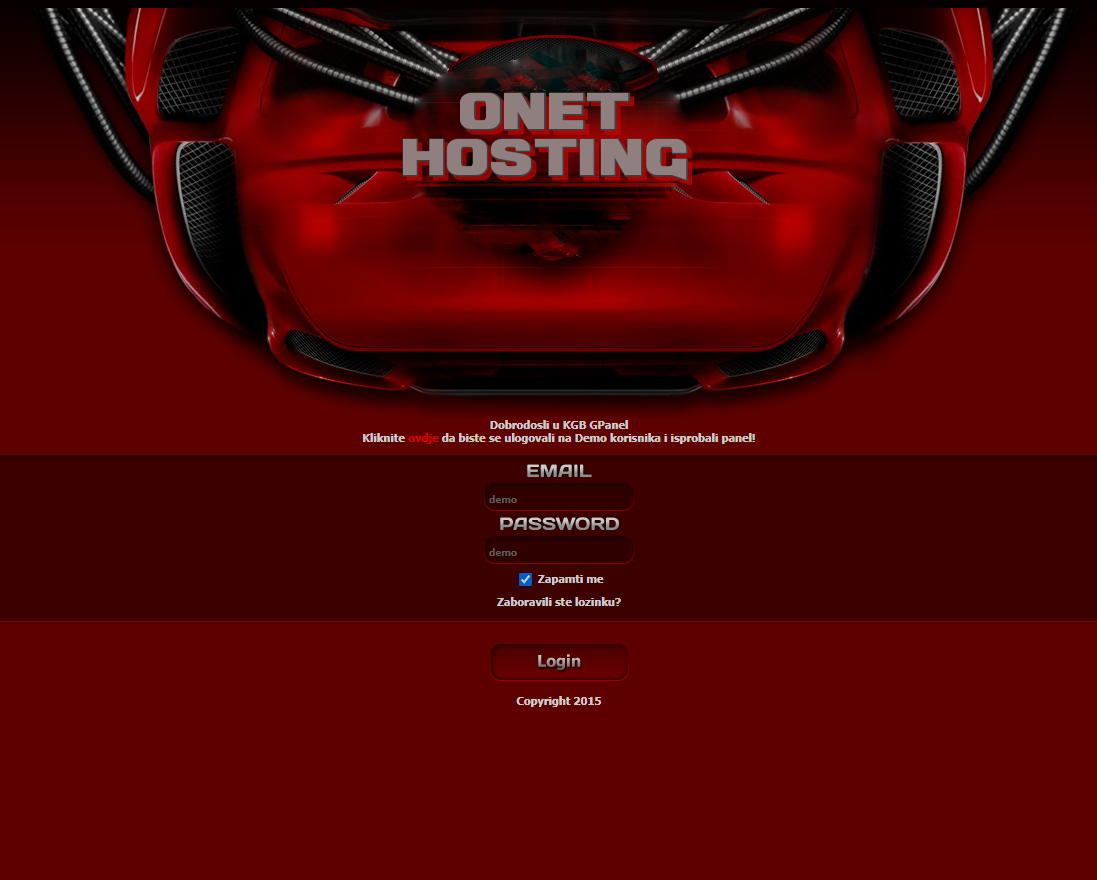 ONET
HOSTING
Dobrodosli u KGB GPanel
Kliknite ovdje da biste se ulogovali na Demo korisnika i isprobali panel!
EMAIL
demo
PASSWORD
demo
Zapamti me
Zaboravili ste lozinku?
Login
Copyright 2015